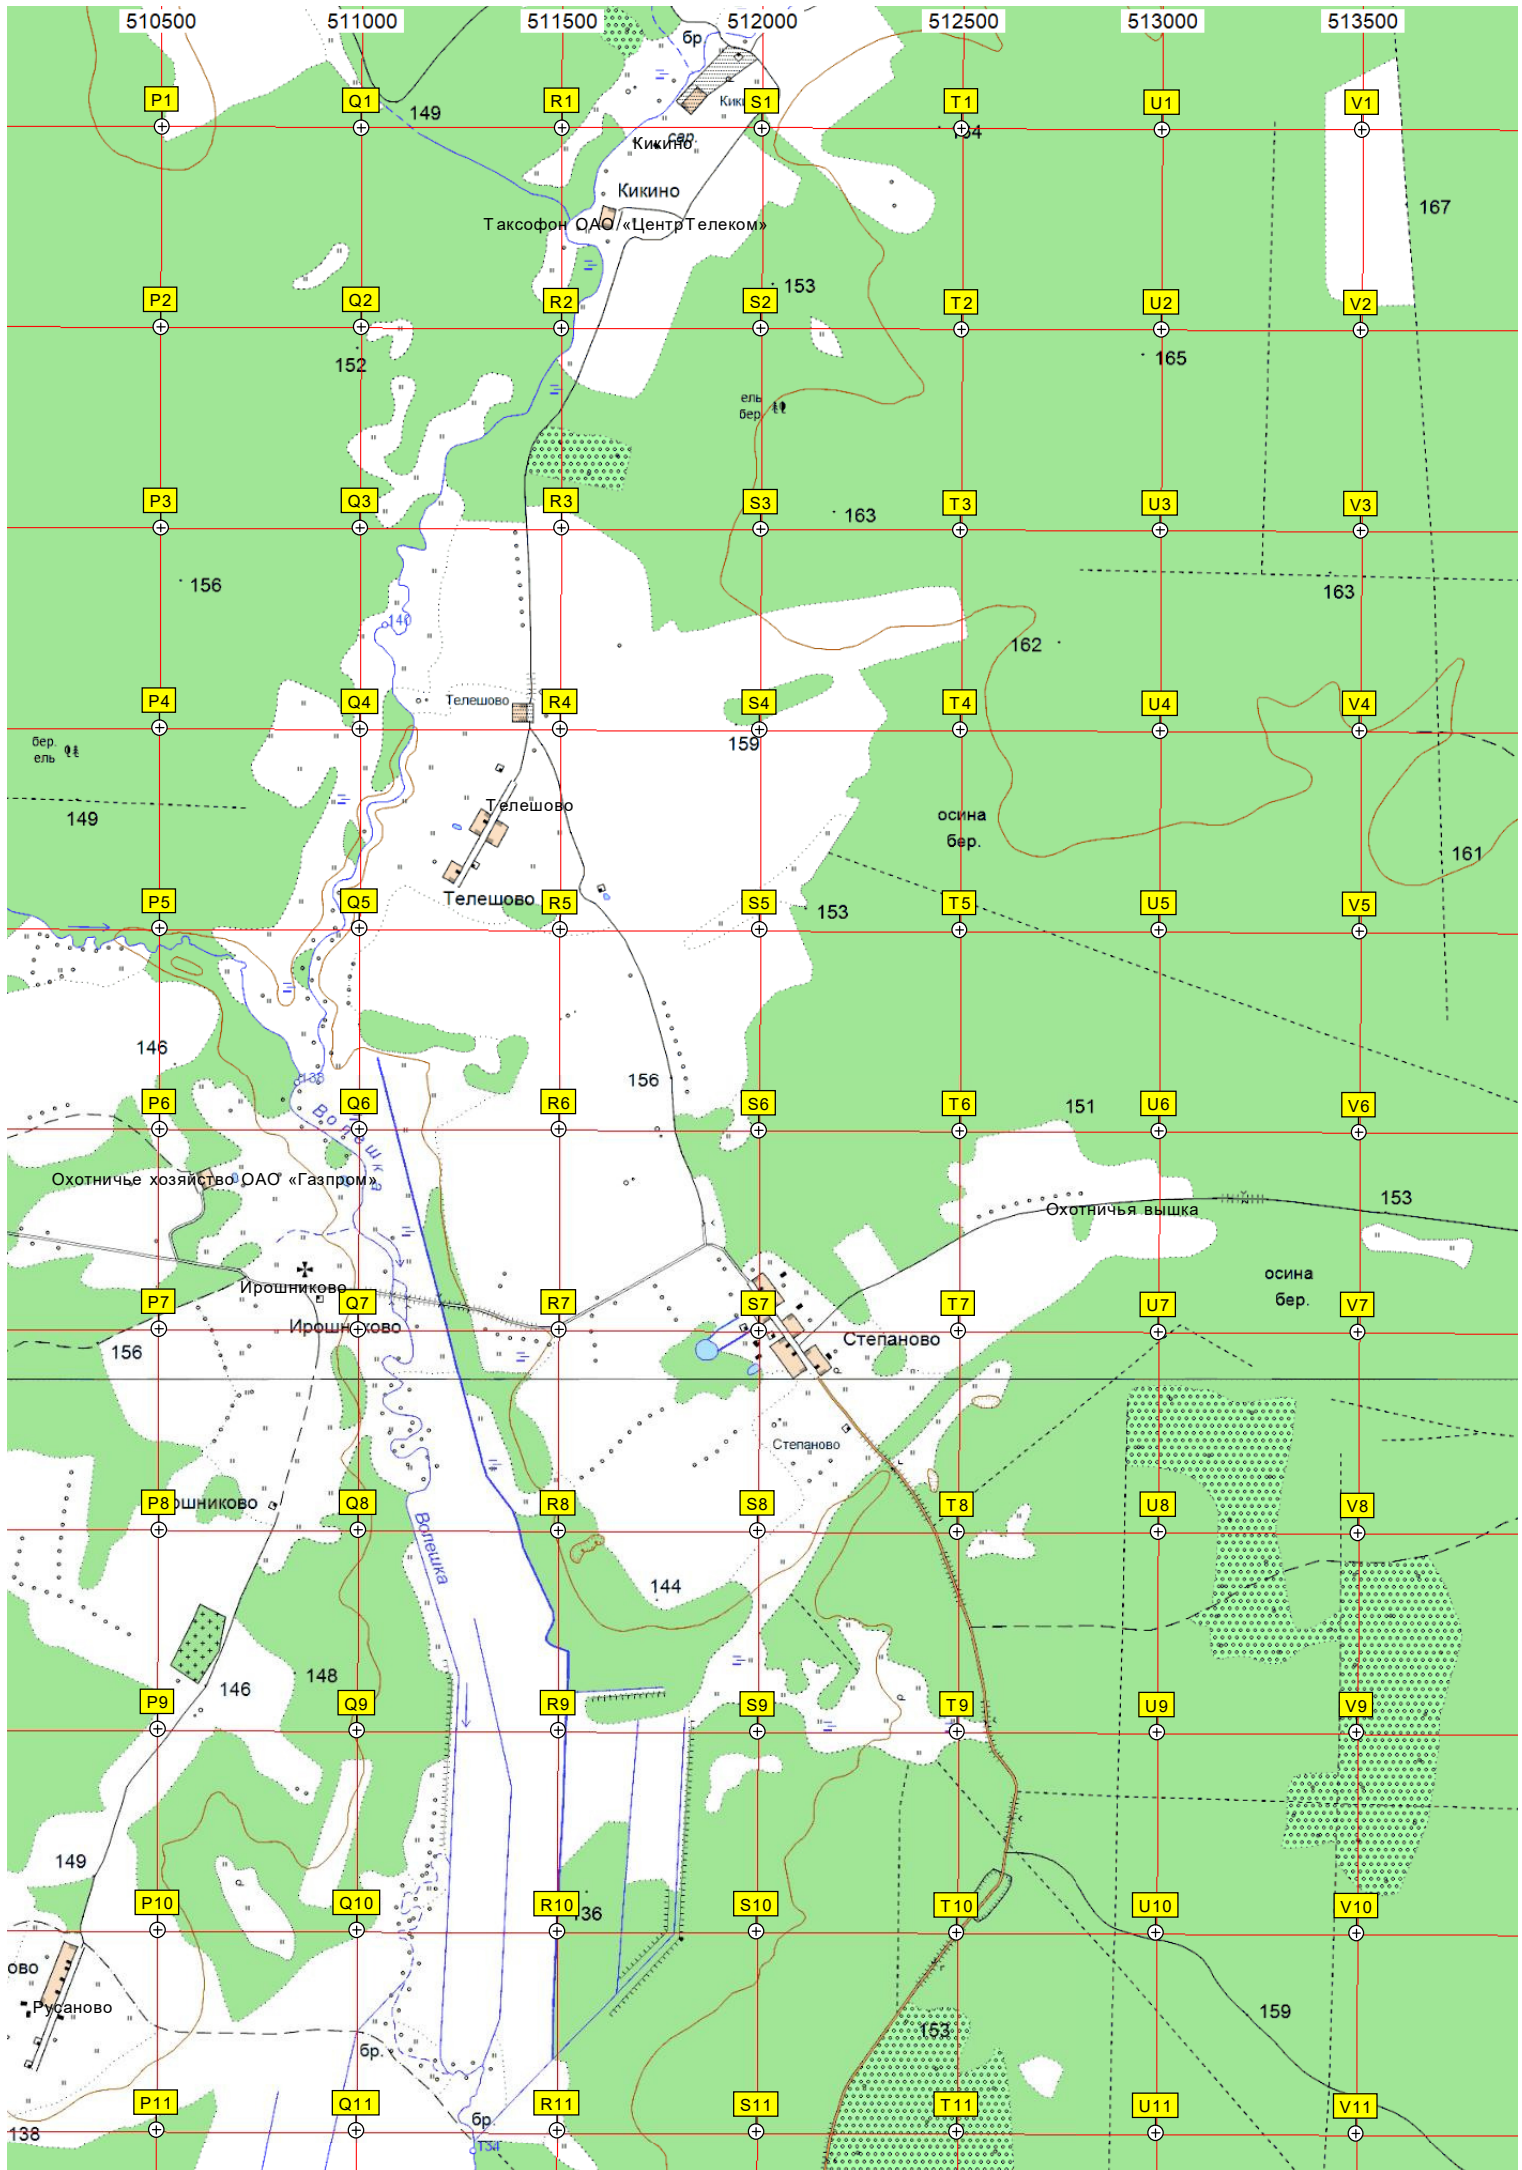 510500 511000 511500 512000 512500 513000 513500
бр
P1 Q1 149 R1 S1 T1 U1 V1
сар.
Кикино
Кикино
167
Таксофон ОАО «ЦентрТелеком»
153
P2 Q2 R2 S2 T2 U2 V2
152
165
ель
бер.
P3 Q3 R3 S3 T3 U3 V3
163
156
163
140
162
P4 Q4 Телешово R4 S4 T4 U4 V4
159
бер.
ель
149
Телешово
осина
бер.
161
Телешово
P5 Q5 R5 S5 153 T5 U5 V5
146
156
138
P6 Q6 R6 S6 T6 151 U6 V6
Волешка
Охотничье хозяйство ОАО «Газпром»
153
Охотничья вышка
осина
бер.
Ирошниково
P7 Q7 R7 S7 T7 U7 V7
Ирошниково
Степаново
156
Степаново
P8 Q8 R8 S8 T8 U8 V8
Волешка
144
148
146
P9 Q9 R9 S9 T9 U9 V9
149
P10 Q10 R10 S10 T10 U10 V10
136
ово
Русаново
159
153
бр.
P11 Q11 R11 S11 T11 U11 V11
бр.
138
134